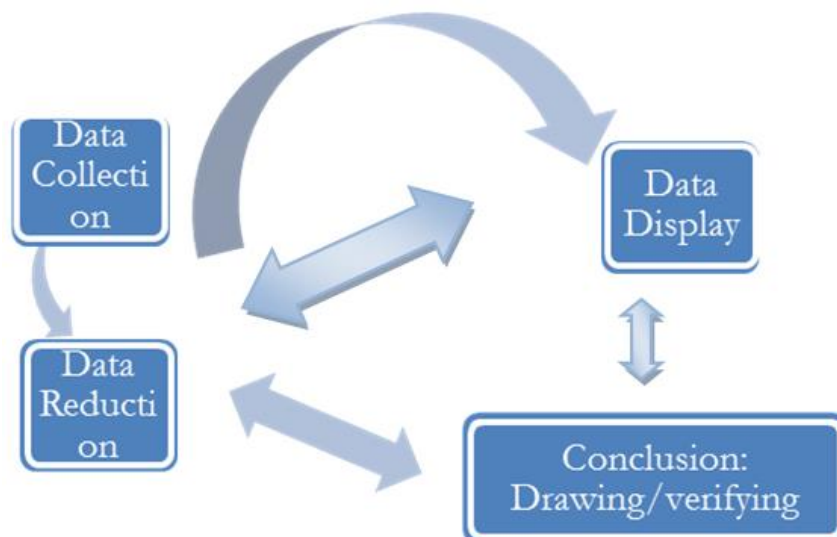 Data
Collecti
on
Data
Display
Data
Reducti
on
Conclusion:
Drawing/verifying